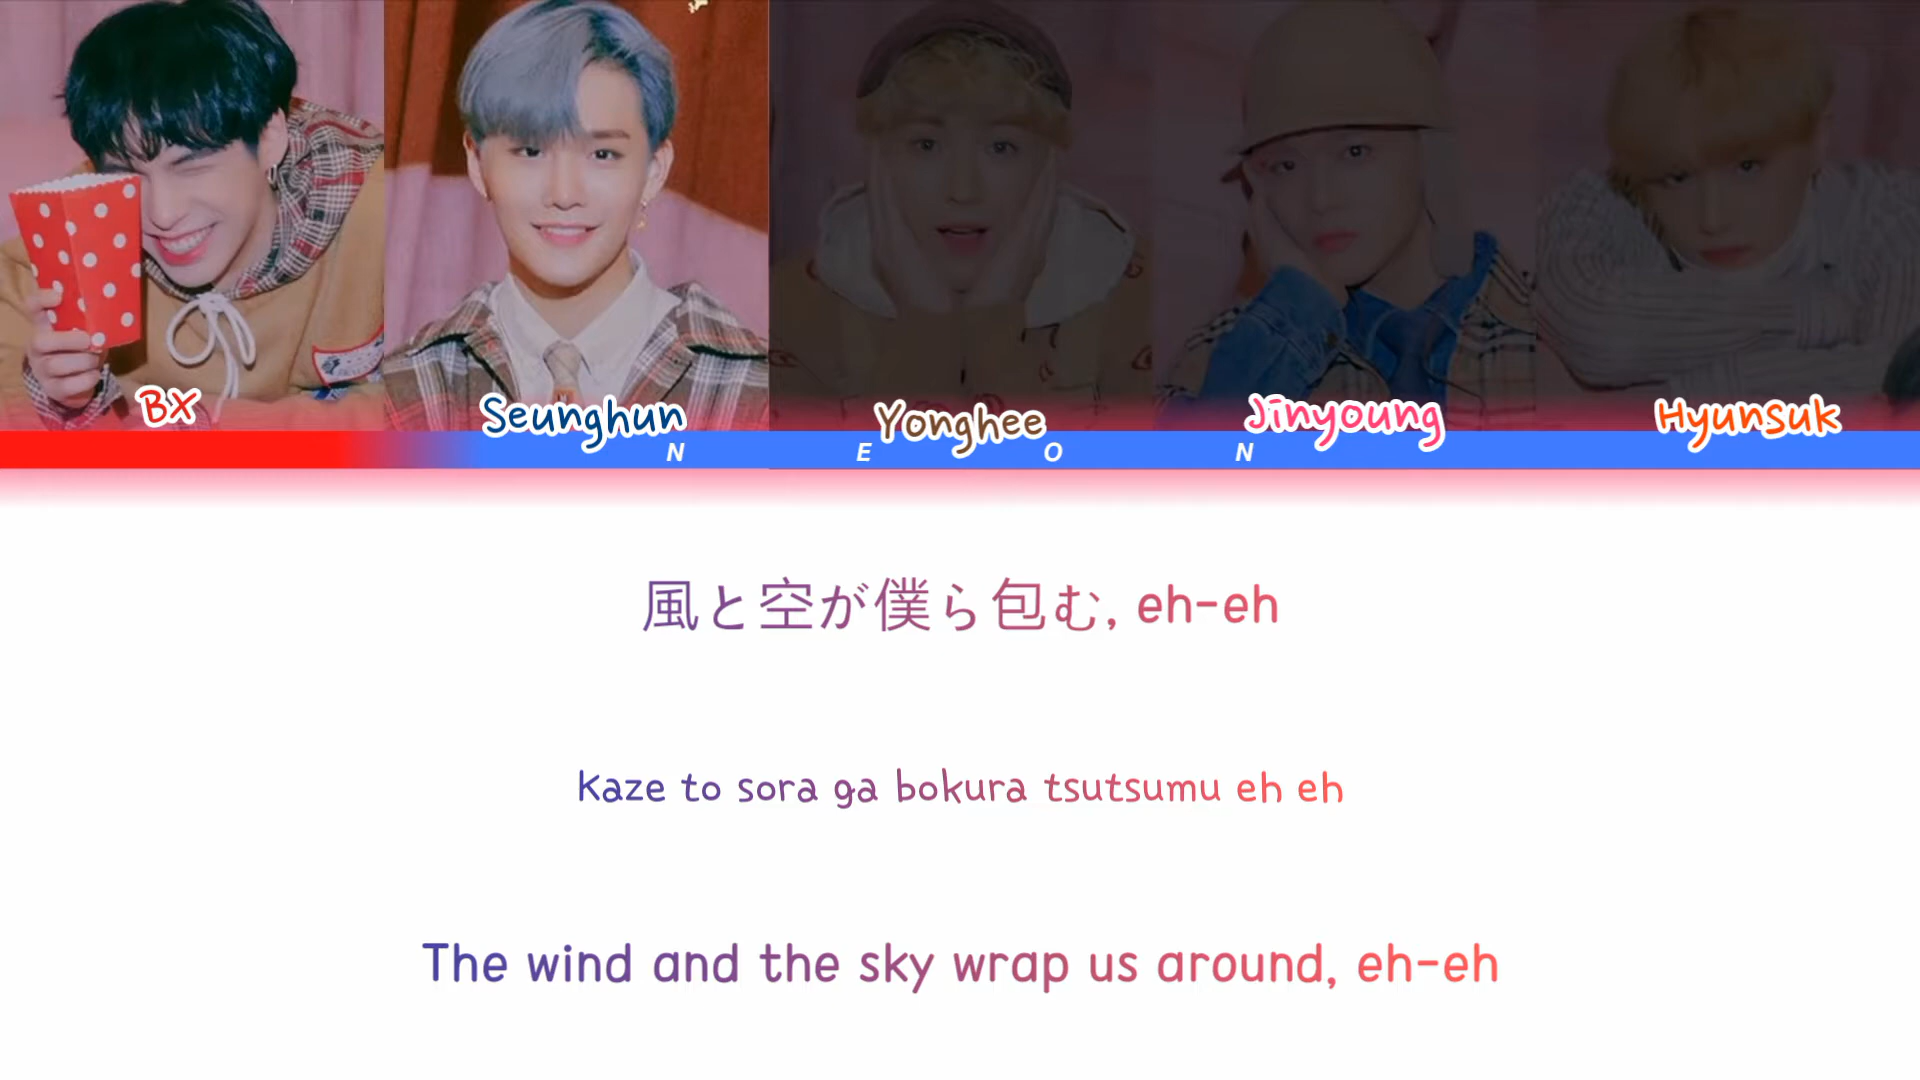 BX Seunghun Yonghee Jinyoung Hyunsuk
N E O N
風と空が僕ら包む, eh-eh
Kaze to sora ga bokura tsutsumu eh eh
The wind and the sky wrap us around, eh-eh